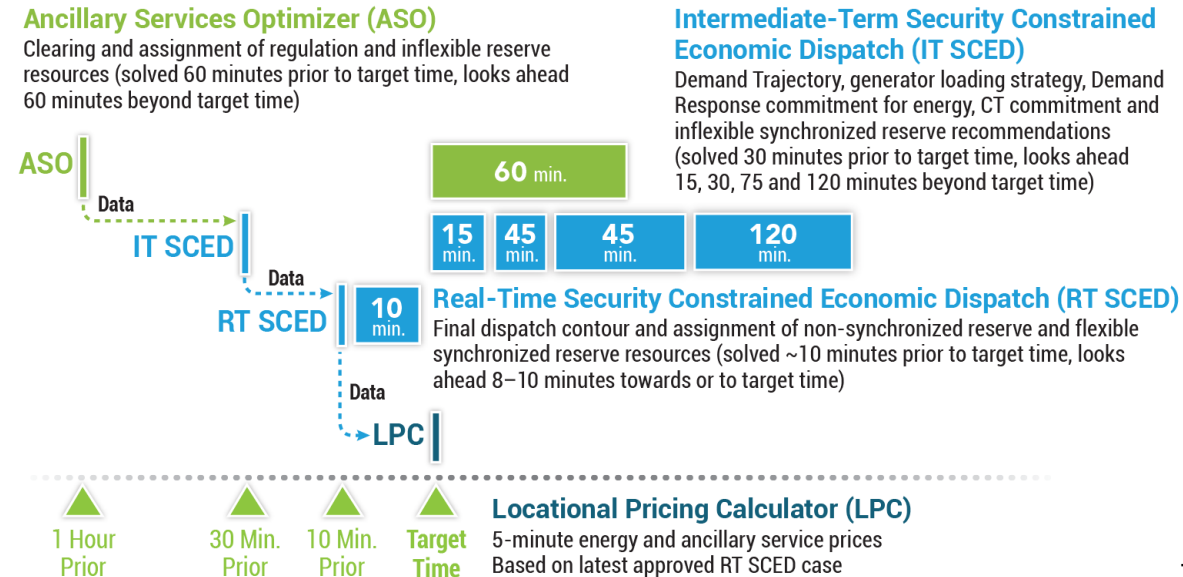 Ancillary Services Optimizer (ASO)
Clearing and assignment of regulation and inflexible reserve
resources (solved 60 minutes prior to target time, looks ahead
60 minutes beyond target time)
Intermediate-Term Security Constrained
Economic Dispatch (IT SCED)
Demand Trajectory, generator loading strategy, Demand
Response commitment for energy, CT commitment and
inflexible synchronized reserve recommendations
(solved 30 minutes prior to target time, looks ahead
15, 30, 75 and 120 minutes beyond target time)
ASO
60 min.
Data
IT SCED
15
min.
45
min.
45
min.
120
min.
Data
RT SCED
10
min.
Real-Time Security Constrained Economic Dispatch (RT SCED)
Final dispatch contour and assignment of non-synchronized reserve and flexible
synchronized reserve resources (solved ~10 minutes prior to target time, looks
ahead 8–10 minutes towards or to target time)
Data
LPC
1 Hour
Prior
30 Min.
Prior
10 Min.
Prior
Target
Time
Locational Pricing Calculator (LPC)
5-minute energy and ancillary service prices
Based on latest approved RT SCED case